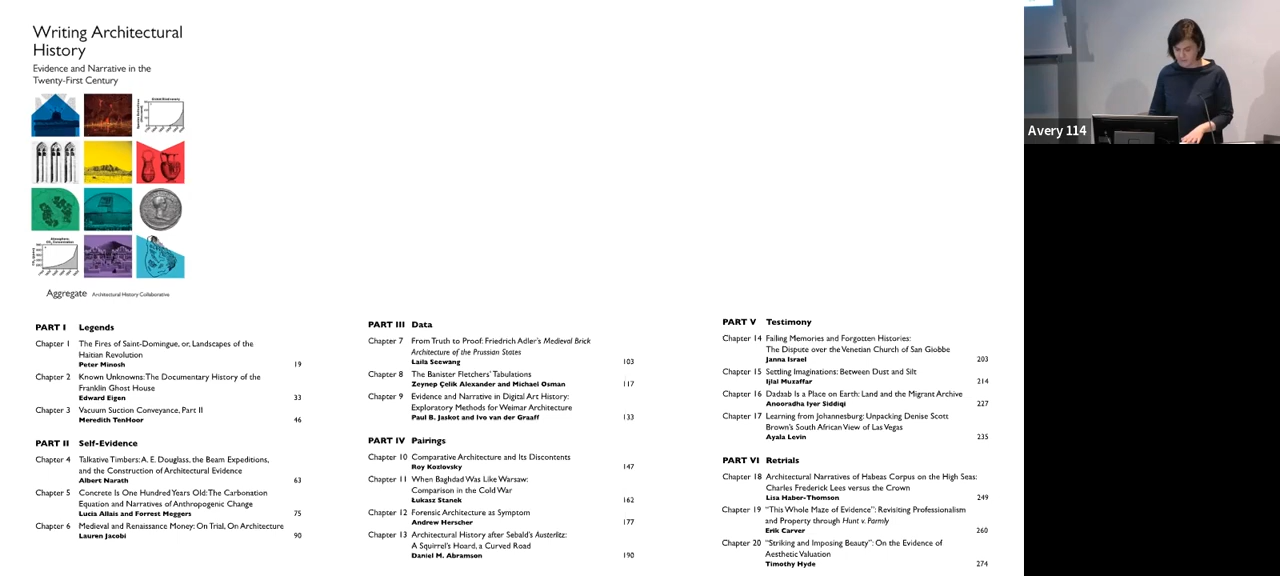 Writing Architectural
History
Evidence and Narrative in the
Twenty-First Century
Aggregate Architectural History Collaborative
PART I Legends
Chapter 1 The Fires of Saint-Domingue, or, Landscapes of the
Haitian Revolution
Peter Minosh 19
Chapter 2 Known Unknowns: The Documentary History of the
Franklin Ghost House
Edward Eigen 33
Chapter 3 Vacuum Suction Conveyance, Part II
Meredith TenHoor 46
PART II Self-Evidence
Chapter 4 Talkative Timbers: A. E. Douglass, the Beam Expeditions,
and the Construction of Architectural Evidence
Albert Narath 63
Chapter 5 Concrete Is One Hundred Years Old: The Carbonation
Equation and Narratives of Anthropogenic Change
Lucia Allais and Forrest Meggers 75
Chapter 6 Medieval and Renaissance Money: On Trial, On Architecture
Lauren Jacobi 90
PART III Data
Chapter 7 From Truth to Proof: Friedrich Adler's Medieval Brick
Architecture of the Prussian States
Laila Seewang 103
Chapter 8 The Banister Fletchers' Tabulations
Zeynep Çelik Alexander and Michael Osman 117
Chapter 9 Evidence and Narrative in Digital Art History:
Exploratory Methods for Weimar Architecture
Paul B. Jaskot and Ivo van der Graaff 133
PART IV Pairings
Chapter 10 Comparative Architecture and Its Discontents
Roy Kozlovsky 147
Chapter 11 When Baghdad Was Like Warsaw:
Comparison in the Cold War
Łukasz Stanek 162
Chapter 12 Forensic Architecture as Symptom
Andrew Herscher 177
Chapter 13 Architectural History after Sebald's Austerlitz:
A Squirrel's Hoard, a Curved Road
Daniel M. Abramson 190
PART V Testimony
Chapter 14 Failing Memories and Forgotten Histories:
The Dispute over the Venetian Church of San Giobbe
Janna Israel 203
Chapter 15 Settling Imaginations: Between Dust and Silt
Ijlal Muzaffar 214
Chapter 16 Dadaab Is a Place on Earth: Land and the Migrant Archive
Anooradha Iyer Siddiqi 227
Chapter 17 Learning from Johannesburg: Unpacking Denise Scott
Brown's South African View of Las Vegas
Ayala Levin 235
PART VI Retrials
Chapter 18 Architectural Narratives of Habeas Corpus on the High Seas:
Charles Frederick Lees versus the Crown
Lisa Haber-Thomson 249
Chapter 19 "This Whole Maze of Evidence": Revisiting Professionalism
and Property through Hunt v. Parmly
Erik Carver 260
Chapter 20 "Striking and Imposing Beauty": On the Evidence of
Aesthetic Valuation
Timothy Hyde 274
Avery 114